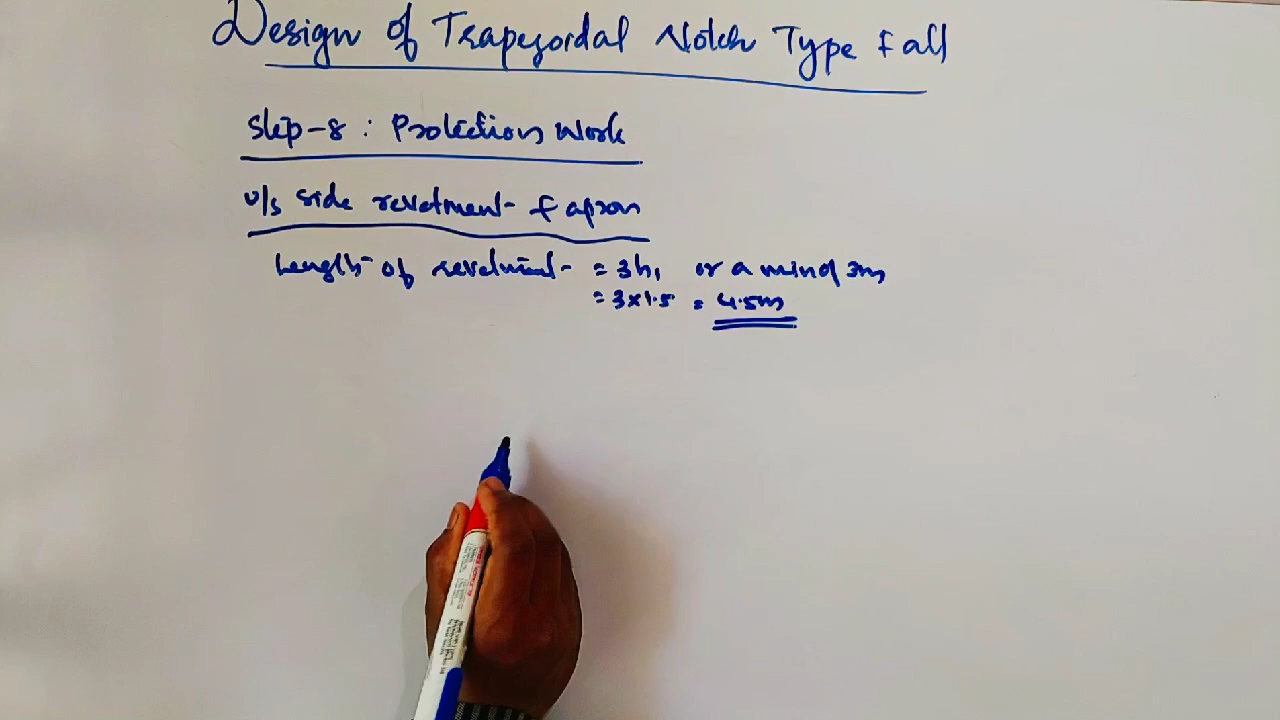 Design of Trapezoidal Notch Type Fall
Step-8 : Protection Work
U/s side revetment & apron
Length of revetment = 3h₁ or a min of 3m
= 3x1.5 = 4.5m